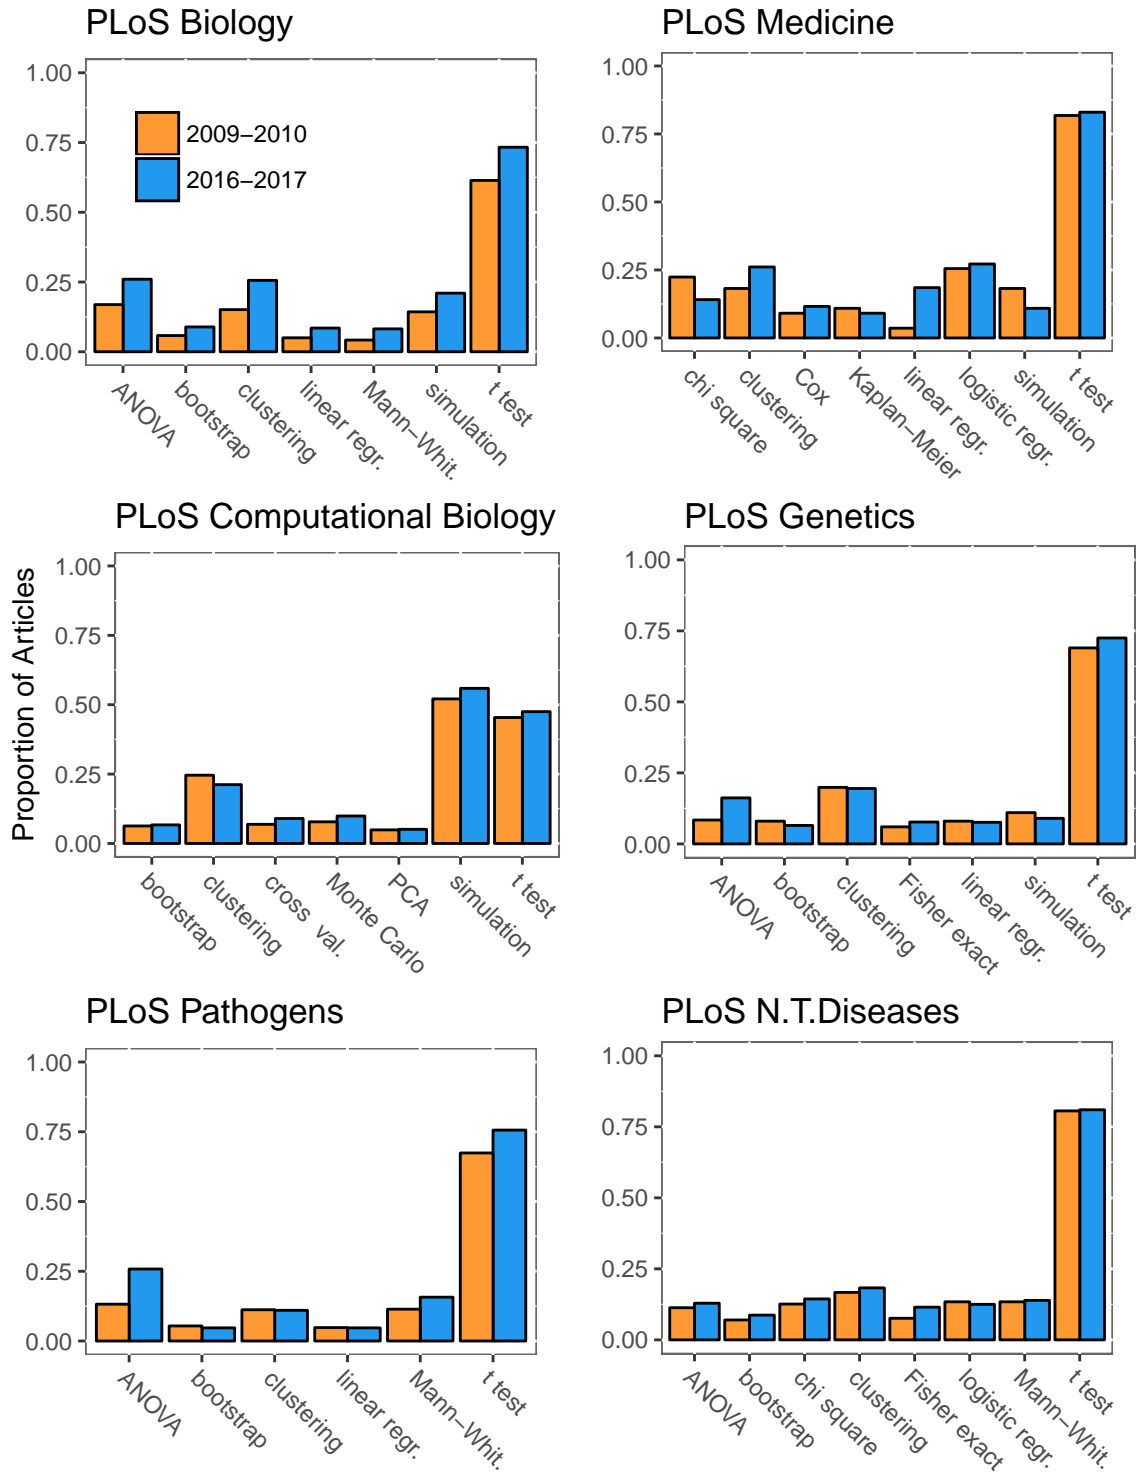 PLoS Biology
1.00
0.75
0.50
0.25
0.00
2009−2010
2016−2017
ANOVA
bootstrap
clustering
linear regr.
Mann−Whit.
simulation
t test
PLoS Medicine
1.00
0.75
0.50
0.25
0.00
chi square
clustering
Cox
Kaplan−Meier
linear regr.
logistic regr.
simulation
t test
Proportion of Articles
PLoS Computational Biology
1.00
0.75
0.50
0.25
0.00
bootstrap
clustering
cross val.
Monte Carlo
PCA
simulation
t test
PLoS Genetics
1.00
0.75
0.50
0.25
0.00
ANOVA
bootstrap
clustering
Fisher exact
linear regr.
simulation
t test
PLoS Pathogens
1.00
0.75
0.50
0.25
0.00
ANOVA
bootstrap
clustering
linear regr.
Mann−Whit.
t test
PLoS N.T.Diseases
1.00
0.75
0.50
0.25
0.00
ANOVA
bootstrap
chi square
clustering
Fisher exact
logistic regr.
Mann−Whit.
t test